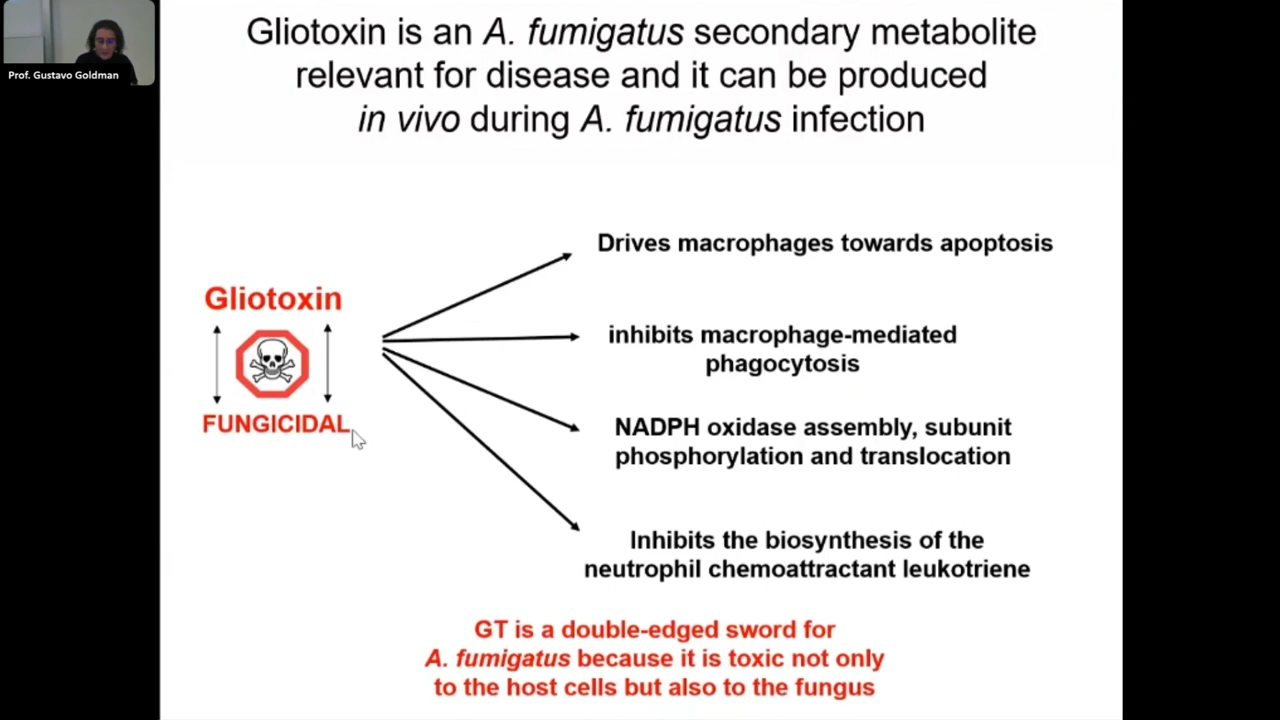 Prof. Gustavo Goldman
Gliotoxin is an A. fumigatus secondary metabolite
relevant for disease and it can be produced
in vivo during A. fumigatus infection
Gliotoxin
FUNGICIDAL
Drives macrophages towards apoptosis
inhibits macrophage-mediated
phagocytosis
NADPH oxidase assembly, subunit
phosphorylation and translocation
Inhibits the biosynthesis of the
neutrophil chemoattractant leukotriene
GT is a double-edged sword for
A. fumigatus because it is toxic not only
to the host cells but also to the fungus